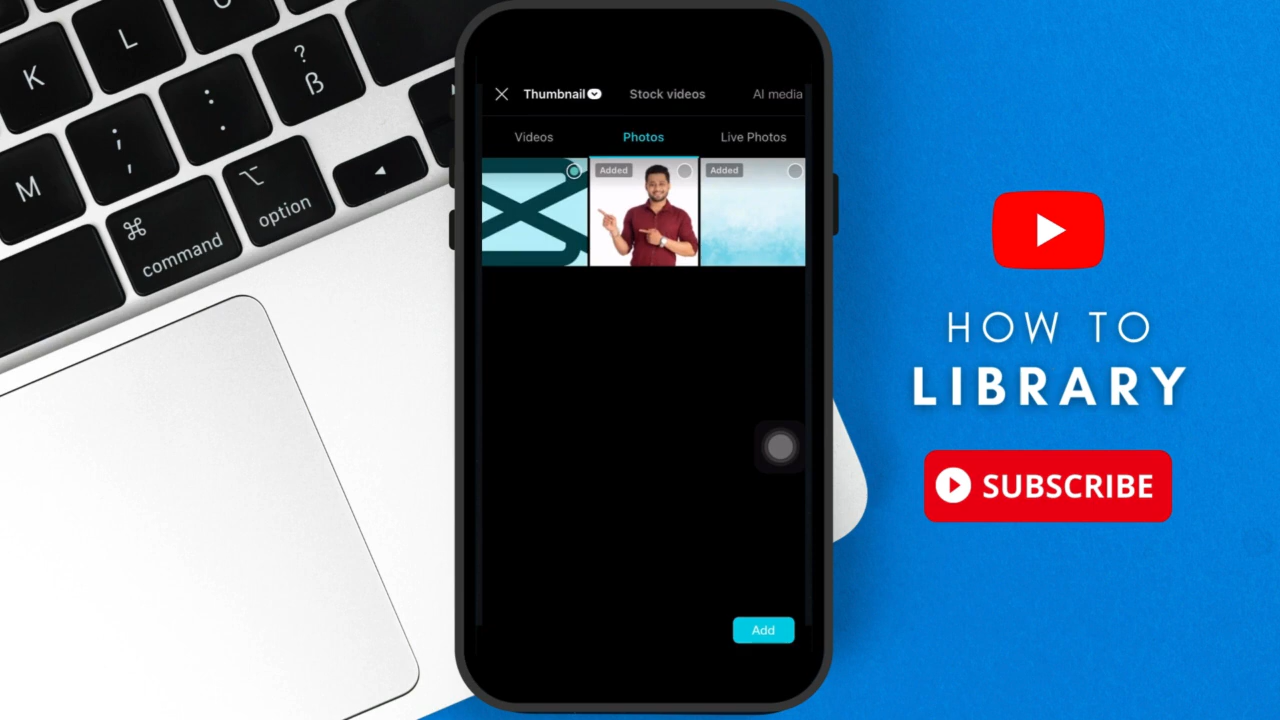 L
K
?
ß
:
.
;
,
M
⌘
command
⌥
option
Thumbnail
Stock videos
AI media
Videos
Photos
Live Photos
Added
Added
Add
HOW TO
LIBRARY
SUBSCRIBE